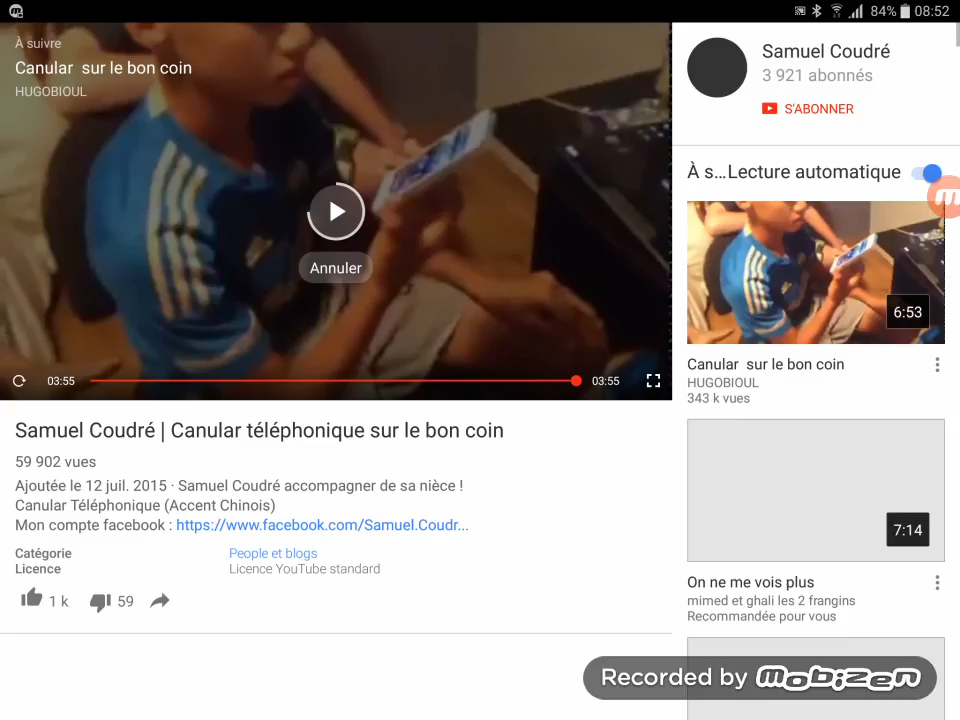 84% 08:52
À suivre
Canular sur le bon coin
HUGOBIOUL
Annuler
03:55 03:55
Samuel Coudré | Canular téléphonique sur le bon coin
59 902 vues
Ajoutée le 12 juil. 2015 · Samuel Coudré accompagner de sa nièce !
Canular Téléphonique (Accent Chinois)
Mon compte facebook : https://www.facebook.com/Samuel.Coudr...
Catégorie People et blogs
Licence Licence YouTube standard
1 k 59
Samuel Coudré
3 921 abonnés
S'ABONNER
À s...Lecture automatique
6:53
Canular sur le bon coin
HUGOBIOUL
343 k vues
7:14
On ne me vois plus
mimed et ghali les 2 frangins
Recommandée pour vous
Recorded by mobizen